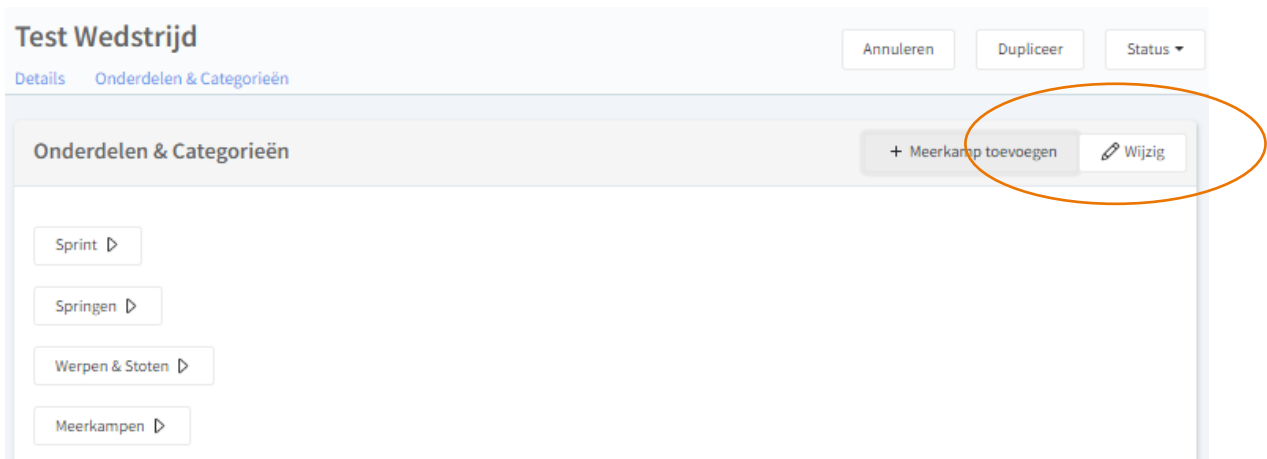 Test Wedstrijd
Annuleren Dupliceer Status
Details Onderdelen & Categorieën
Onderdelen & Categorieën
+ Meerkamp toevoegen Wijzig
Sprint
Springen
Werpen & Stoten
Meerkampen